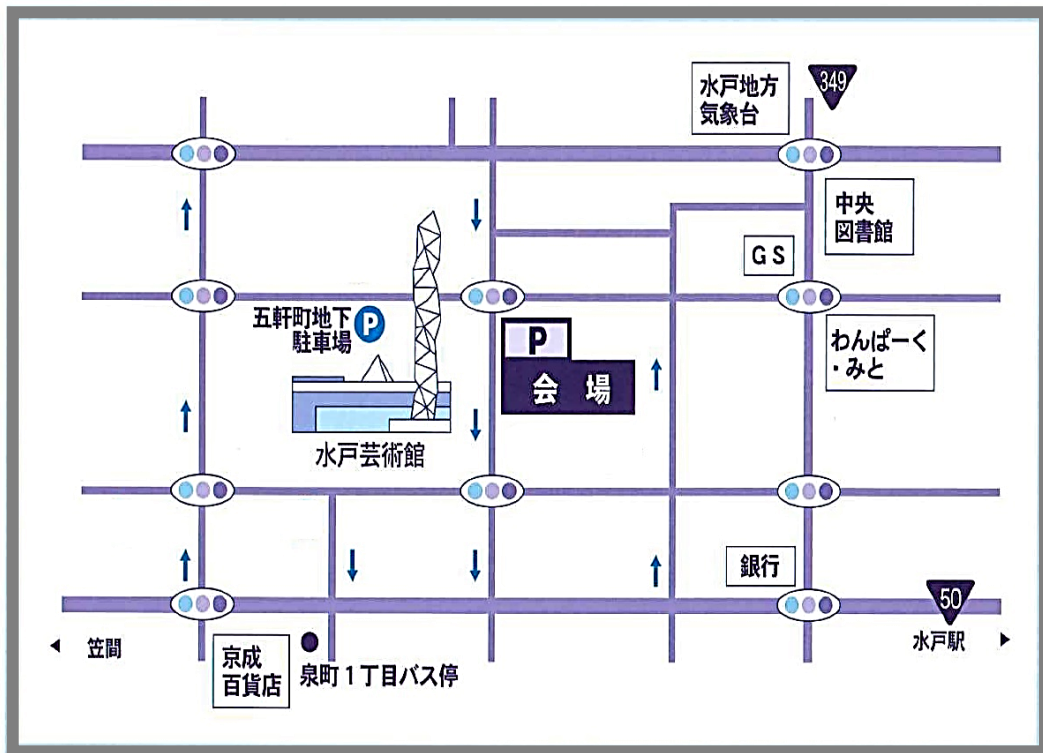 水戸地方
気象台
349
中央
図書館
GS
五軒町地下
駐車場
P
P
会場
わんぱーく
・みと
水戸芸術館
銀行
50
水戸駅
笠間
京成
百貨店
泉町1丁目バス停